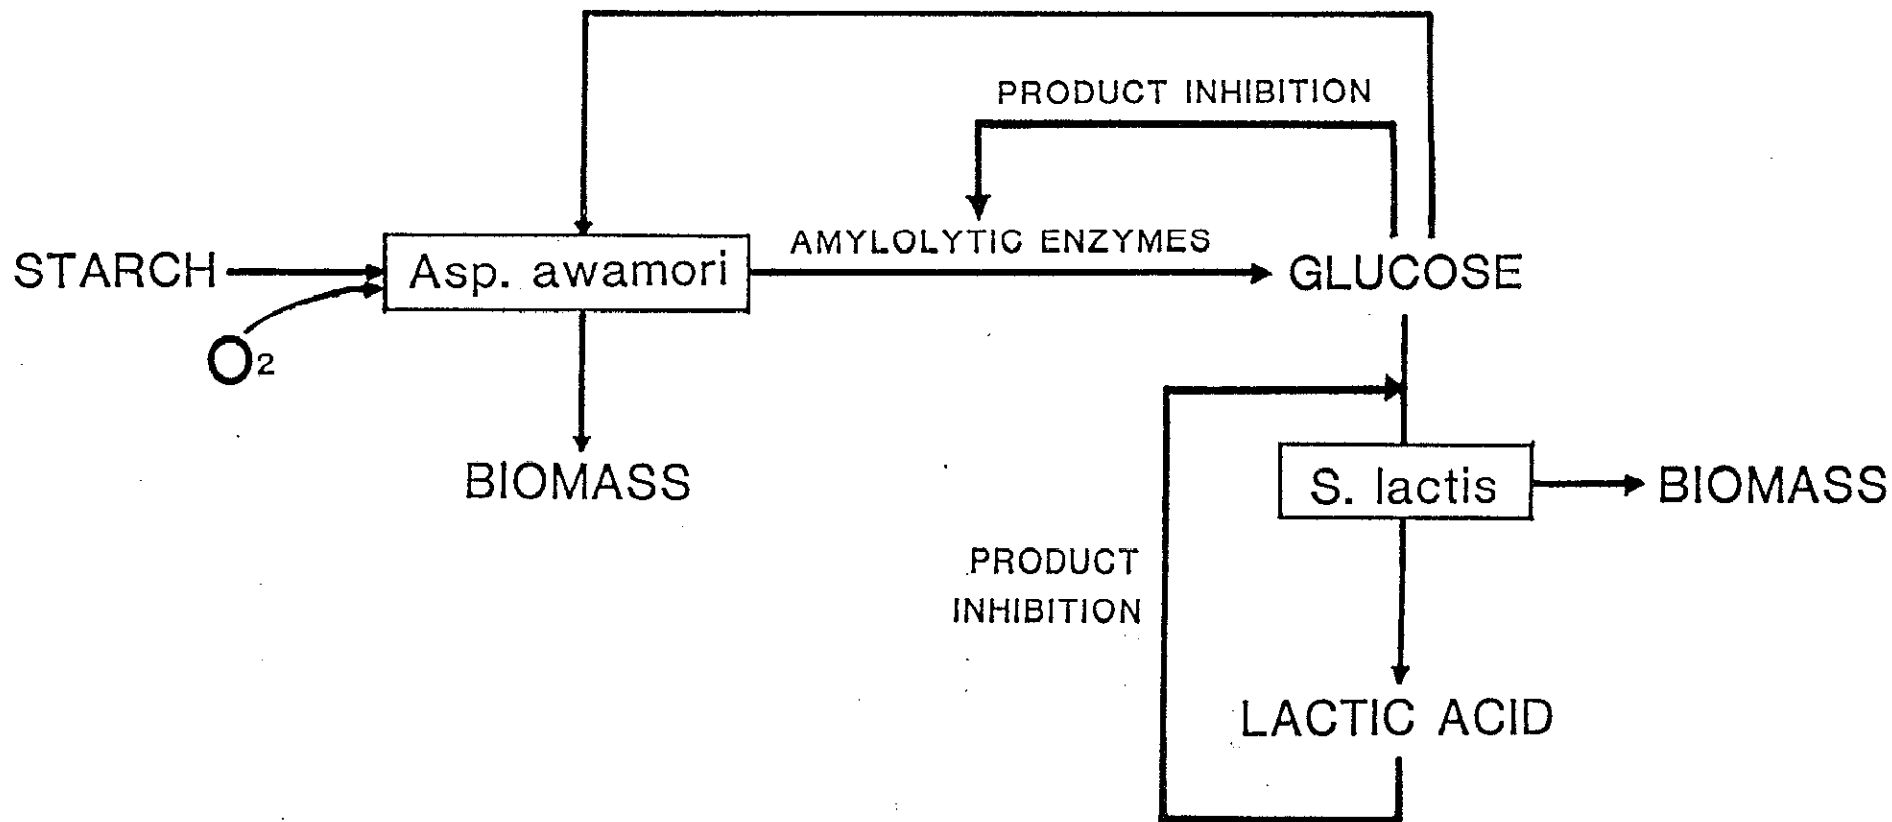 PRODUCT INHIBITION
AMYLOLYTIC ENZYMES
STARCH
Asp. awamori
GLUCOSE
O2
BIOMASS
S. lactis
BIOMASS
PRODUCT
INHIBITION
LACTIC ACID